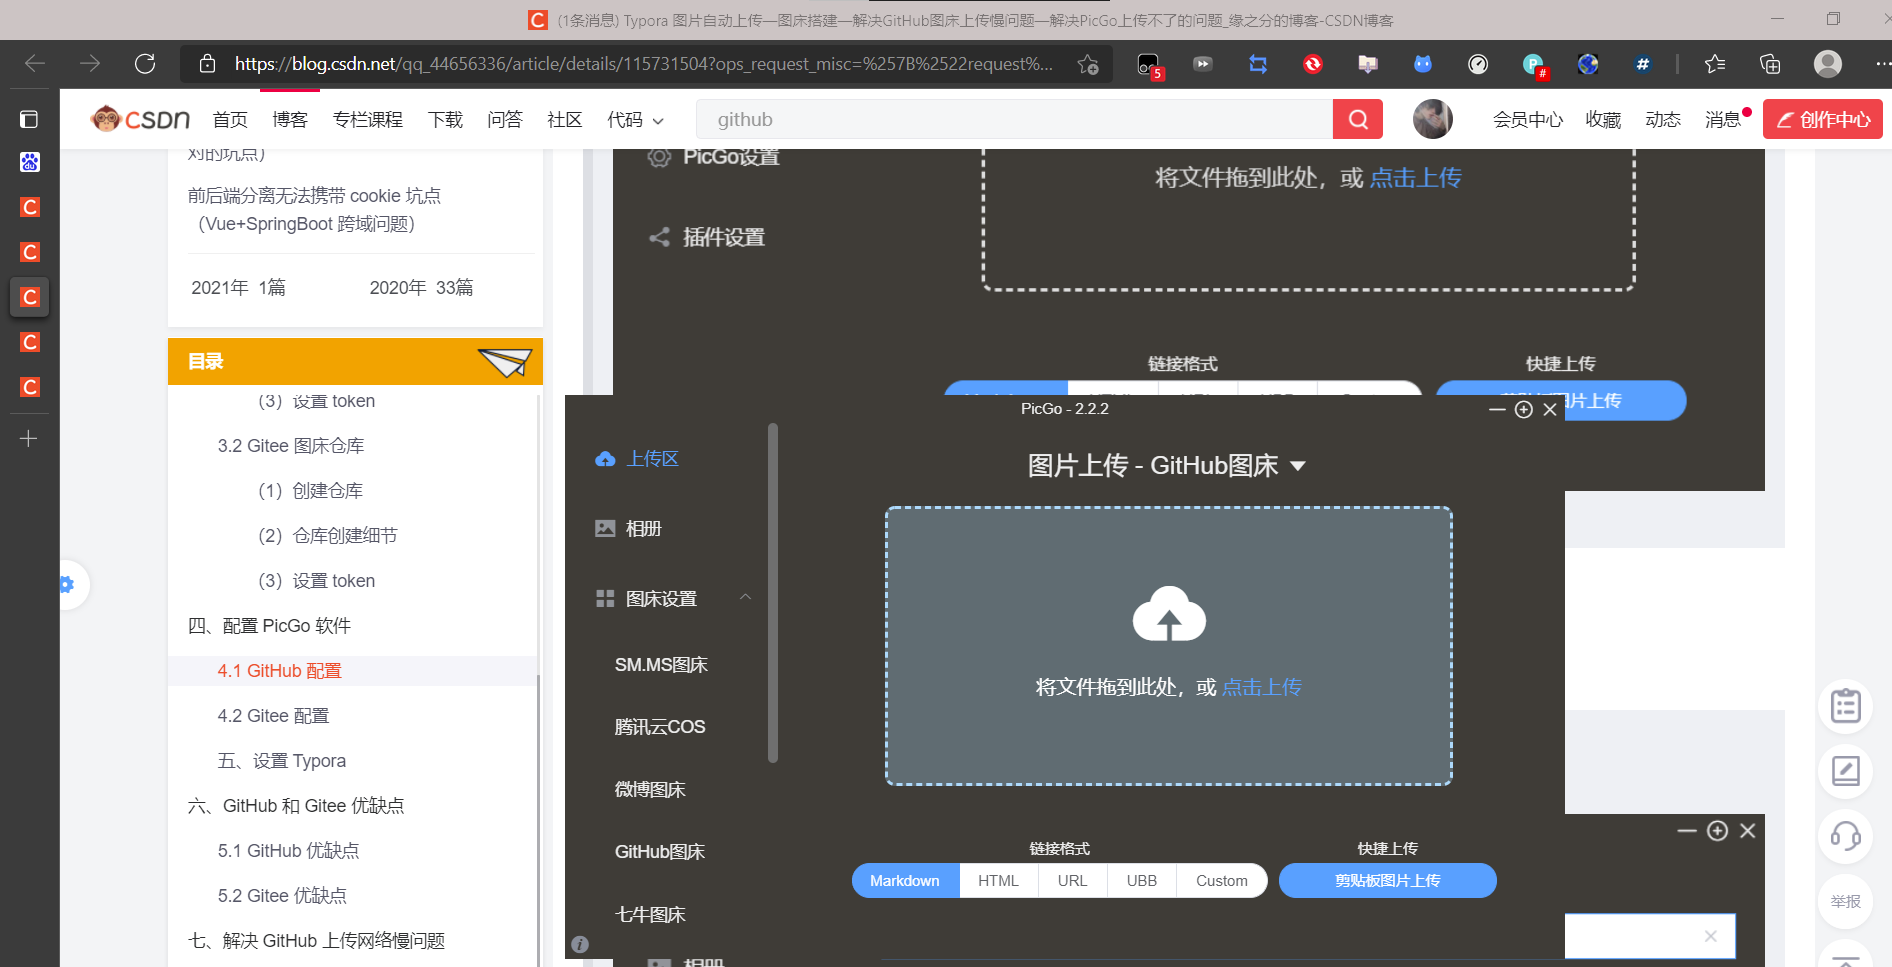 (1条消息) Typora 图片自动上传—图床搭建—解决GitHub图床上传慢问题—解决PicGo上传不了的问题_缘之分的博客-CSDN博客
https://blog.csdn.net/qq_44656336/article/details/115731504?ops_request_misc=%257B%2522request%...
5
#
CSDN
首页 博客 专栏课程 下载 问答 社区 代码
github
会员中心 收藏 动态 消息 创作中心
对的坑点）
前后端分离无法携带 cookie 坑点
（Vue+SpringBoot 跨域问题）
2021年 1篇 2020年 33篇
目录
（3）设置 token
3.2 Gitee 图床仓库
（1）创建仓库
（2）仓库创建细节
（3）设置 token
四、配置 PicGo 软件
4.1 GitHub 配置
4.2 Gitee 配置
五、设置 Typora
六、GitHub 和 Gitee 优缺点
5.1 GitHub 优缺点
5.2 Gitee 优缺点
七、解决 GitHub 上传网络慢问题
PicGo设置
插件设置
将文件拖到此处，或 点击上传
链接格式 快捷上传
剪贴板图片上传
PicGo - 2.2.2
上传区
相册
图床设置
SM.MS图床
腾讯云COS
微博图床
GitHub图床
七牛图床
图片上传 - GitHub图床
将文件拖到此处，或 点击上传
链接格式 快捷上传
Markdown HTML URL UBB Custom 剪贴板图片上传
相册
举报